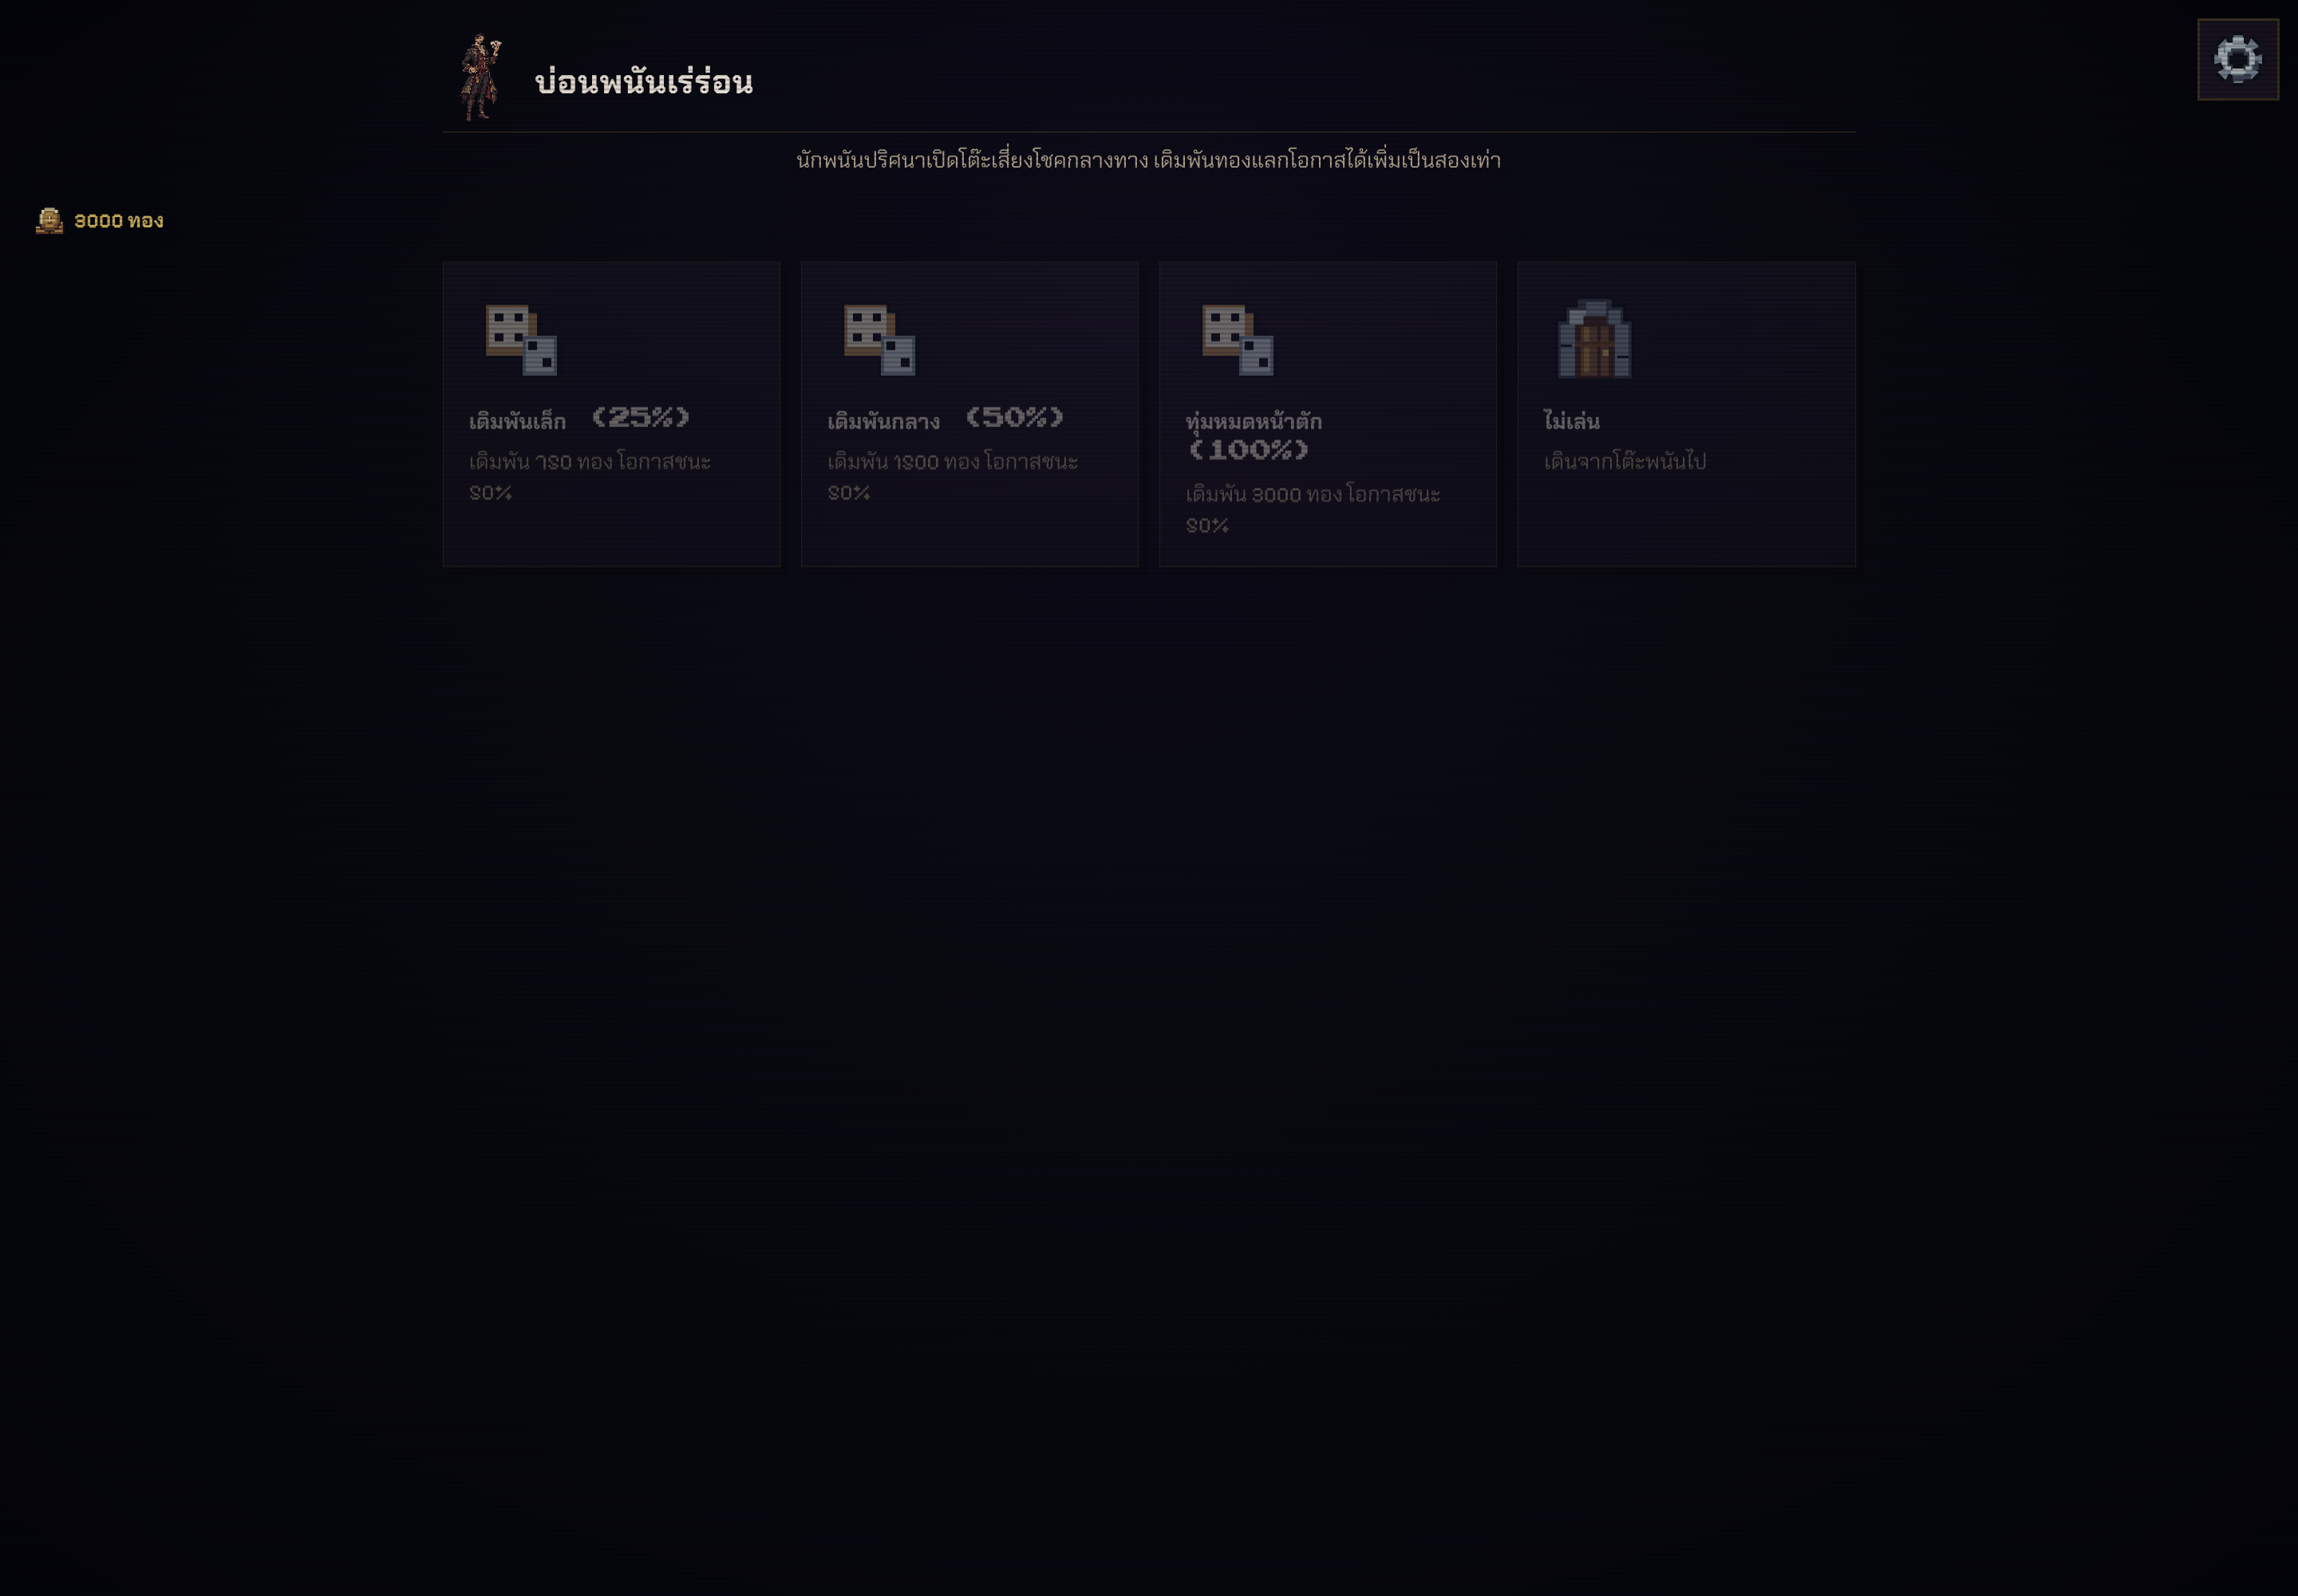 บ่อนพนันเร่ร่อน
นักพนันปริศนาเปิดโต๊ะเสี่ยงโชคกลางทาง เดิมพันทองแลกโอกาสได้เพิ่มเป็นสองเท่า
3000 ทอง
เดิมพันเล็ก (25%)
เดิมพัน 750 ทอง โอกาสชนะ
50%
เดิมพันกลาง (50%)
เดิมพัน 1500 ทอง โอกาสชนะ
50%
ทุ่มหมดหน้าตัก
(100%)
เดิมพัน 3000 ทอง โอกาสชนะ
50%
ไม่เล่น
เดินจากโต๊ะพนันไป